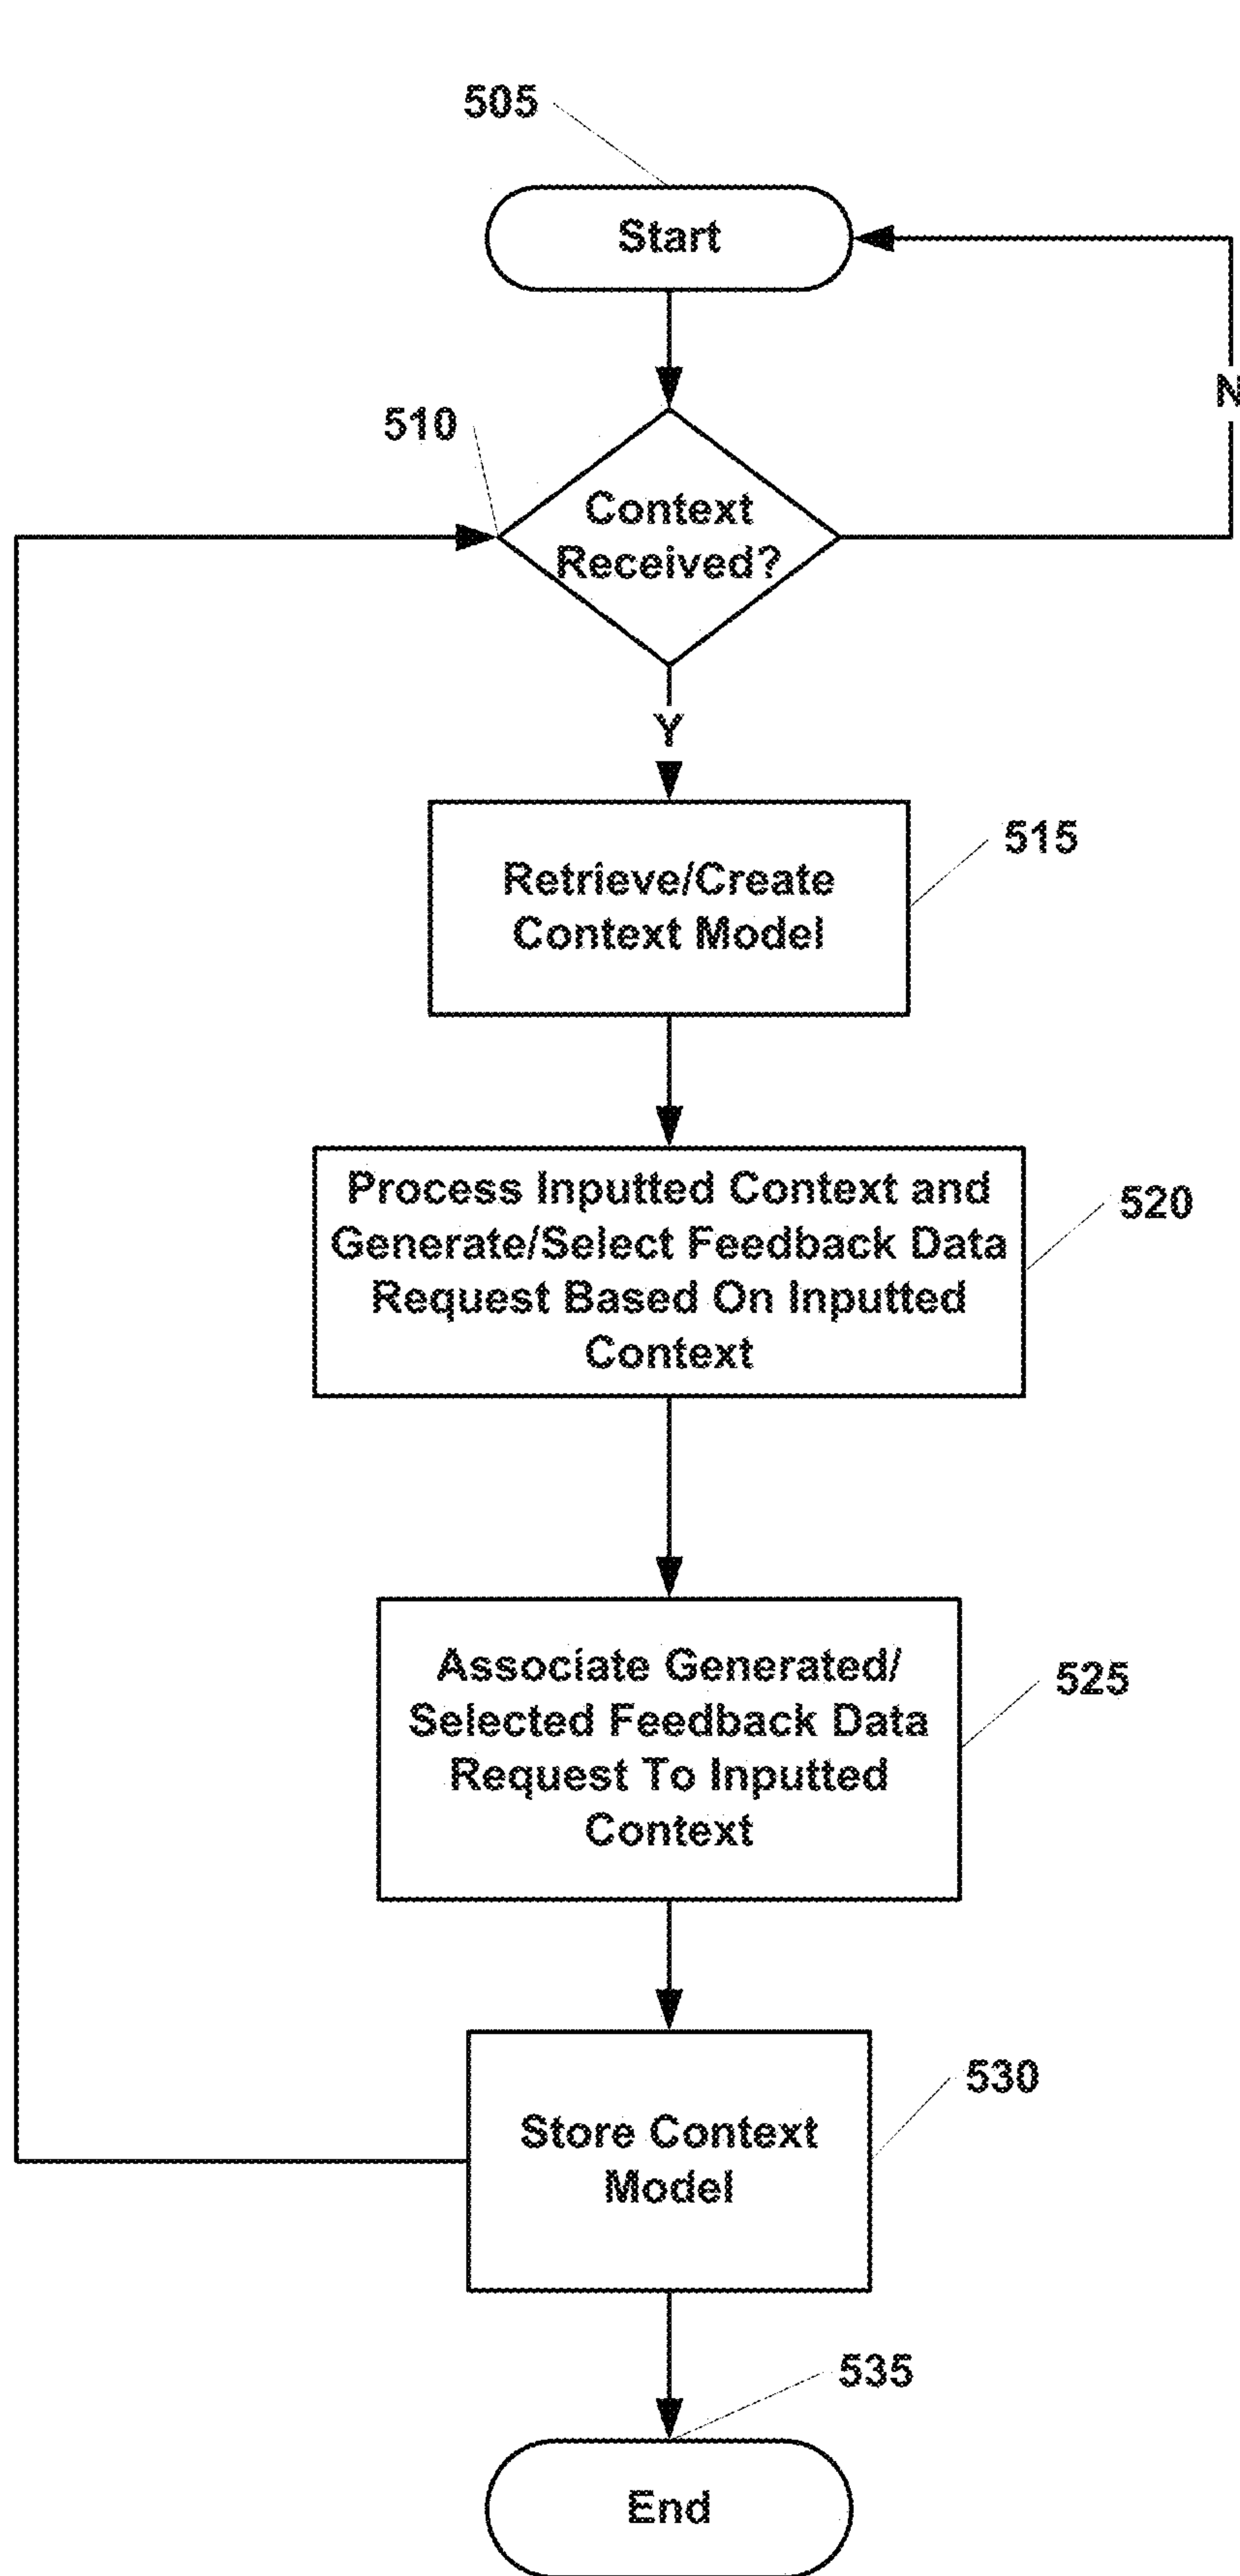 505
Start
N
510
Context
Received?
Y
Retrieve/Create
Context Model
515
Process Inputted Context and
Generate/Select Feedback Data
Request Based On Inputted
Context
520
Associate Generated/
Selected Feedback Data
Request To Inputted
Context
525
Store Context
Model
530
535
End